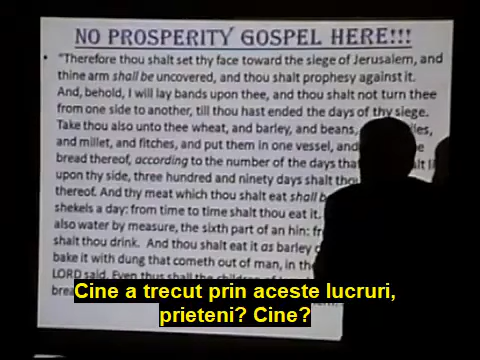 NO PROSPERITY GOSPEL HERE!!!
• "Therefore thou shalt set thy face toward the siege of Jerusalem, and
thine arm shall be uncovered, and thou shalt prophesy against it.
And, behold, I will lay bands upon thee, and thou shalt not turn thee
from one side to another, till thou hast ended the days of thy siege.
Take thou also unto thee wheat, and barley, and beans,
and millet, and fitches, and put them in one vessel, and
bread thereof, according to the number of the days
upon thy side, three hundred and ninety days shalt
thereof. And thy meat which thou shalt eat shall
shekels a day: from time to time shalt thou eat it.
also water by measure, the sixth part of an hin:
shalt thou drink. And thou shalt eat it as barley
bake it with dung that cometh out of man, in
LORD said, Even thus shall the children of
Cine a trecut prin aceste lucruri,
prieteni? Cine?